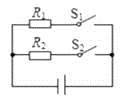 R₁ S₁
R₂ S₂